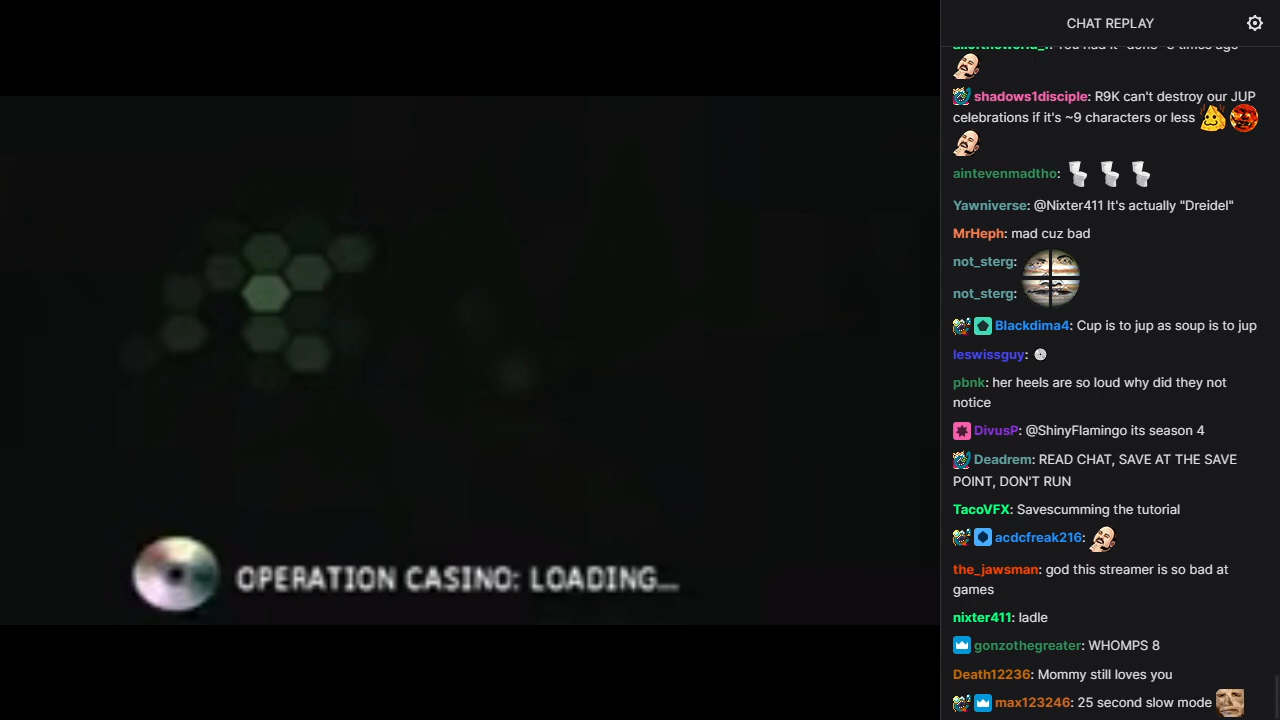 OPERATION CASINO: LOADING...
CHAT REPLAY
shadows1disciple: R9K can't destroy our JUP
celebrations if it's ~9 characters or less
aintevenmadtho:
Yawniverse: @Nixter411 It's actually "Dreidel"
MrHeph: mad cuz bad
not_sterg:
not_sterg:
Blackdima4: Cup is to jup as soup is to jup
leswissguy:
pbnk: her heels are so loud why did they not
notice
DivusP: @ShinyFlamingo its season 4
Deadrem: READ CHAT, SAVE AT THE SAVE
POINT, DON'T RUN
TacoVFX: Savescumming the tutorial
acdcfreak216:
the_jawsman: god this streamer is so bad at
games
nixter411: ladle
gonzothegreater: WHOMPS 8
Death12236: Mommy still loves you
max123246: 25 second slow mode